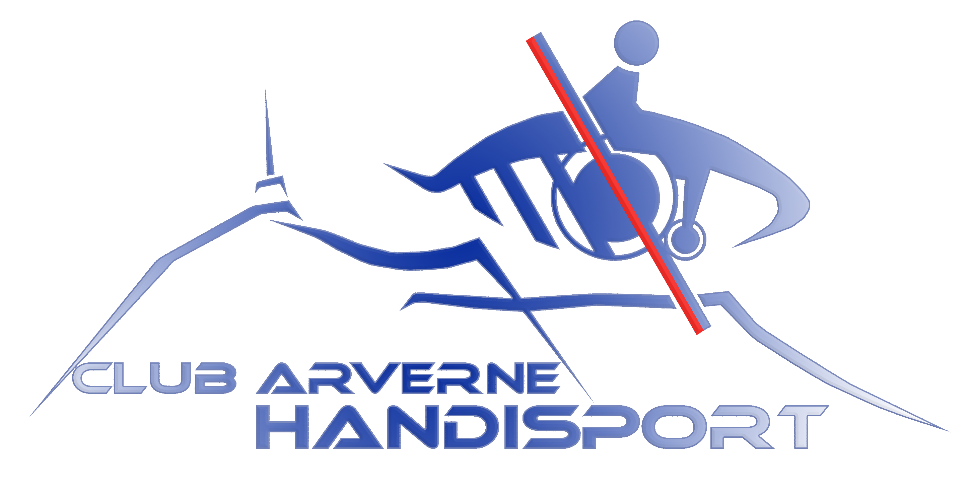 CLUB ARVERNE
HANDISPORT